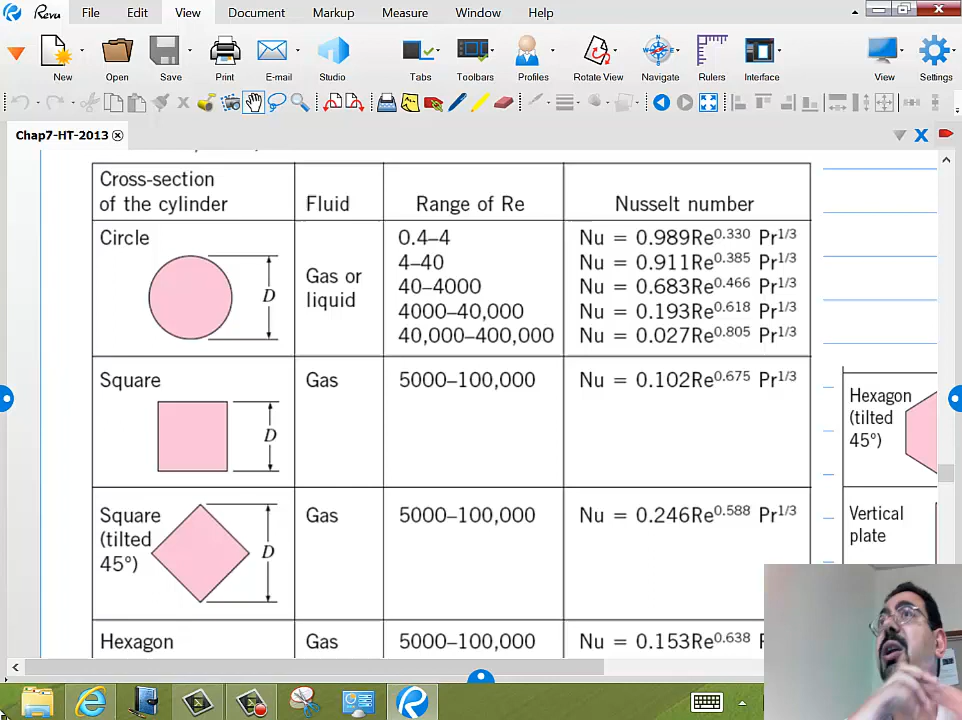 Revu File Edit View Document Markup Measure Window Help
New Open Save Print E-mail Studio Tabs Toolbars Profiles Rotate View Navigate Rulers Interface View Settings
Chap7-HT-2013
Cross-section
of the cylinder
Fluid
Range of Re
Nusselt number
Circle
D
Gas or
liquid
0.4–4
4–40
40–4000
4000–40,000
40,000–400,000
Nu = 0.989Re^0.330 Pr^1/3
Nu = 0.911Re^0.385 Pr^1/3
Nu = 0.683Re^0.466 Pr^1/3
Nu = 0.193Re^0.618 Pr^1/3
Nu = 0.027Re^0.805 Pr^1/3
Square
D
Gas
5000–100,000
Nu = 0.102Re^0.675 Pr^1/3
Square
(tilted
45°)
D
Gas
5000–100,000
Nu = 0.246Re^0.588 Pr^1/3
Hexagon
Gas
5000–100,000
Nu = 0.153Re^0.638
Hexagon
(tilted
45°)
Vertical
plate